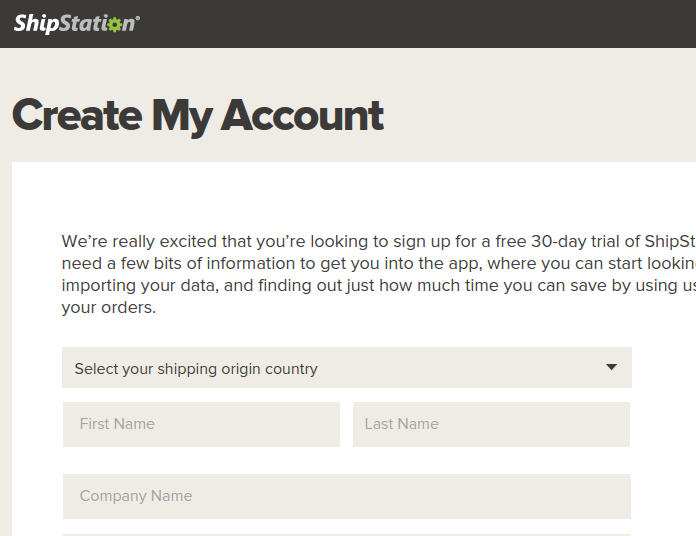 ShipStation®
Create My Account
We're really excited that you're looking to sign up for a free 30-day trial of ShipSt
need a few bits of information to get you into the app, where you can start lookin
importing your data, and finding out just how much time you can save by using us
your orders.
Select your shipping origin country
First Name Last Name
Company Name